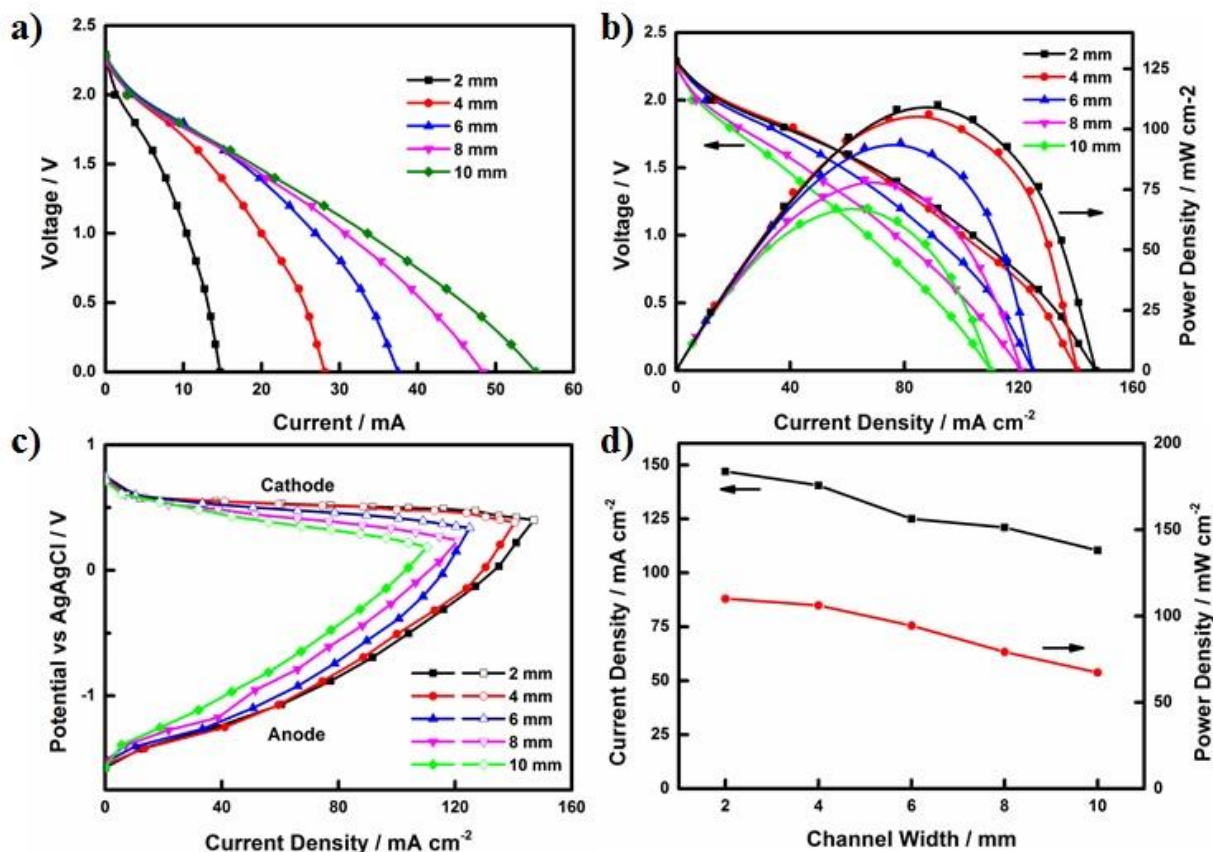 a)
2.5
2.0
1.5
1.0
0.5
0.0
Voltage / V
2 mm
4 mm
6 mm
8 mm
10 mm
0 10 20 30 40 50 60
Current / mA
b)
2.5
2.0
1.5
1.0
0.5
0.0
Voltage / V
2 mm
4 mm
6 mm
8 mm
10 mm
125
100
75
50
25
0
Power Density / mW cm-2
0 40 80 120 160
Current Density / mA cm⁻²
c)
1
0
-1
Potential vs AgAgCl / V
Cathode
Anode
2 mm
4 mm
6 mm
8 mm
10 mm
0 40 80 120 160
Current Density / mA cm⁻²
d)
150
125
100
75
50
25
0
Current Density / mA cm⁻²
200
150
100
50
0
Power Density / mW cm⁻²
2 4 6 8 10
Channel Width / mm